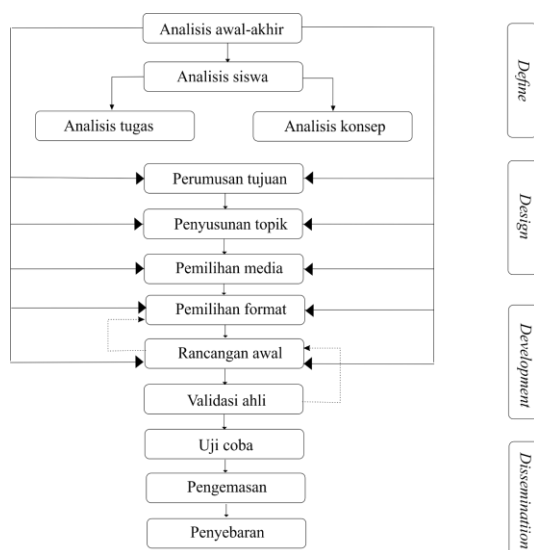 Analisis awal-akhir
Analisis siswa
Analisis tugas
Analisis konsep
Perumusan tujuan
Penyusunan topik
Pemilihan media
Pemilihan format
Rancangan awal
Validasi ahli
Uji coba
Pengemasan
Penyebaran
Define
Design
Development
Disseminatiion